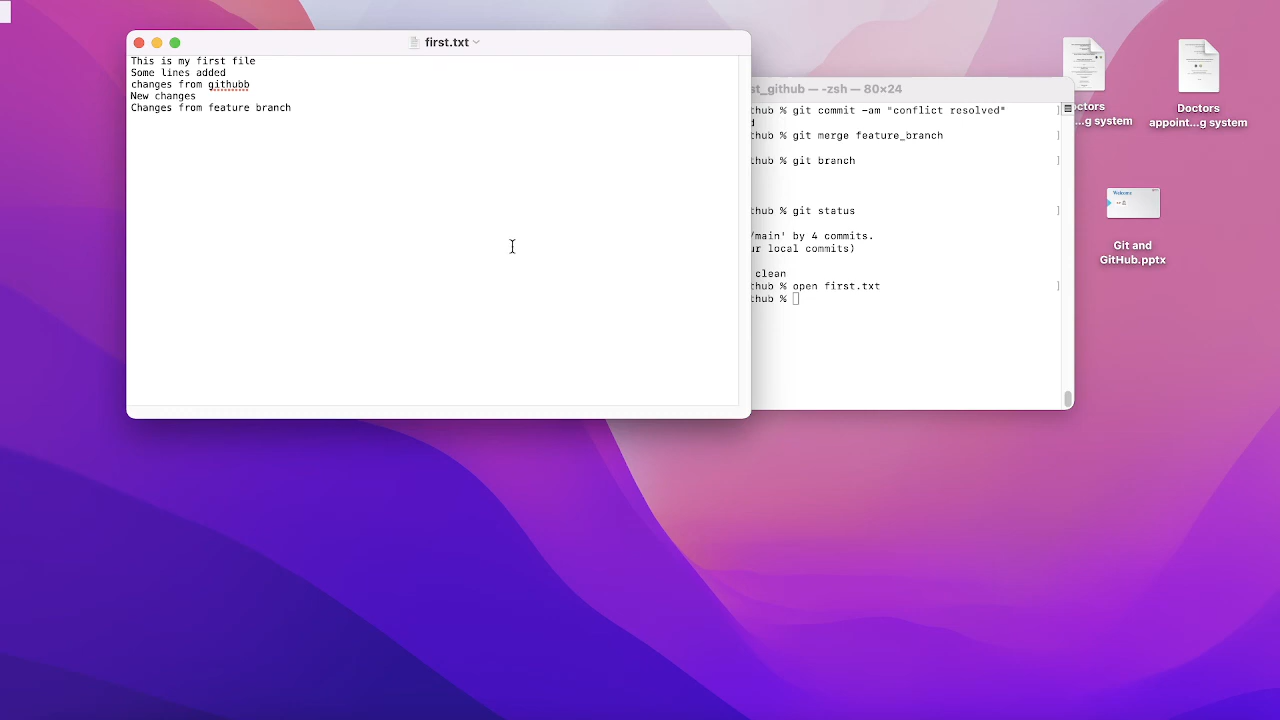 first.txt
This is my first file
Some lines added
changes from githubb
New changes
Changes from feature branch
st_github — -zsh — 80×24
thub % git commit -am "conflict resolved"
d
thub % git merge feature_branch
thub % git branch
thub % git status
/main' by 4 commits.
ur local commits)
clean
thub % open first.txt
thub %
ctors
...g system
Doctors
appoint...g system
Welcome
Git and
GitHub.pptx